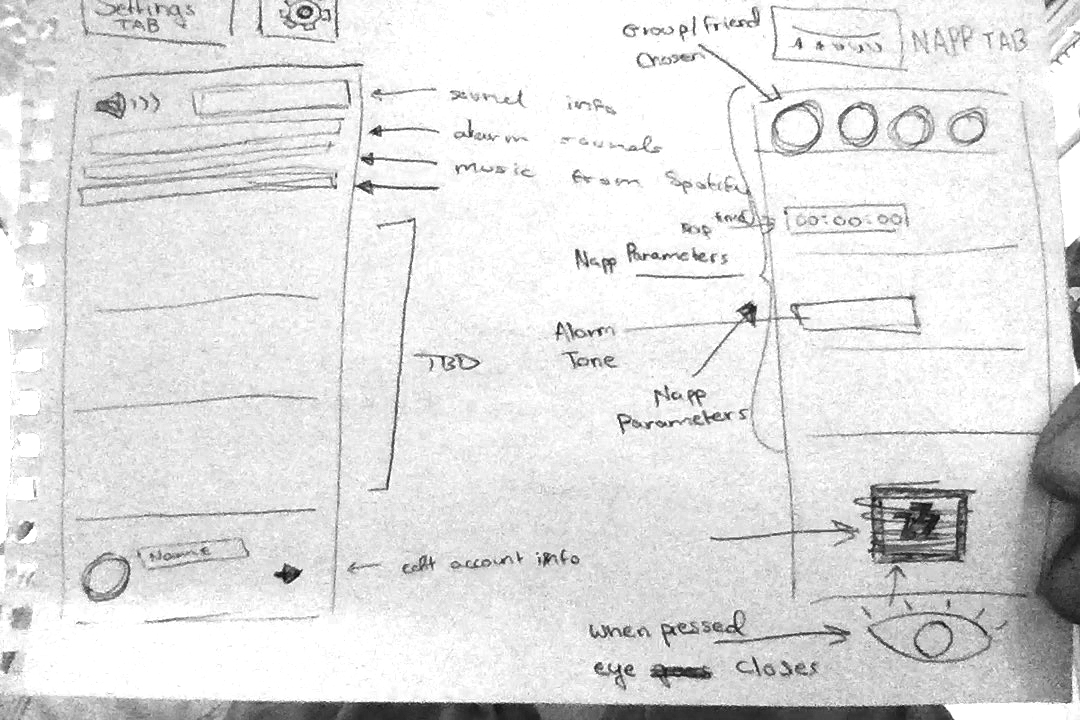 Settings
TAB
Group/friend
Chosen
NAPP TAB
sound info
alarm sounds
music from Spotify
nap time
00:00:00
Napp Parameters
Alarm
Tone
TBD
Napp
Parameters
Name
edit account info
zz
when pressed
eye closes